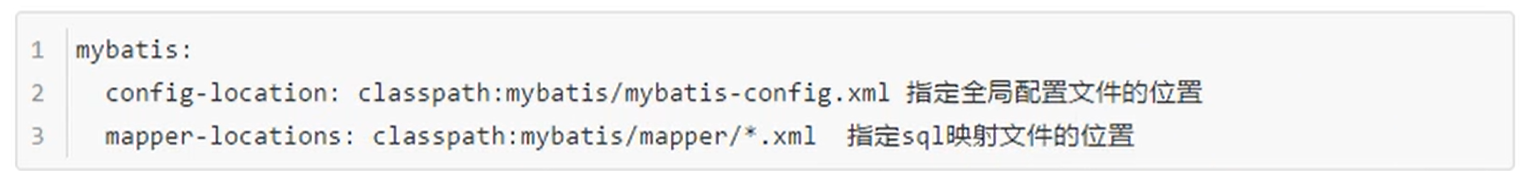 1 mybatis:
2   config-location: classpath:mybatis/mybatis-config.xml 指定全局配置文件的位置
3   mapper-locations: classpath:mybatis/mapper/*.xml  指定sql映射文件的位置